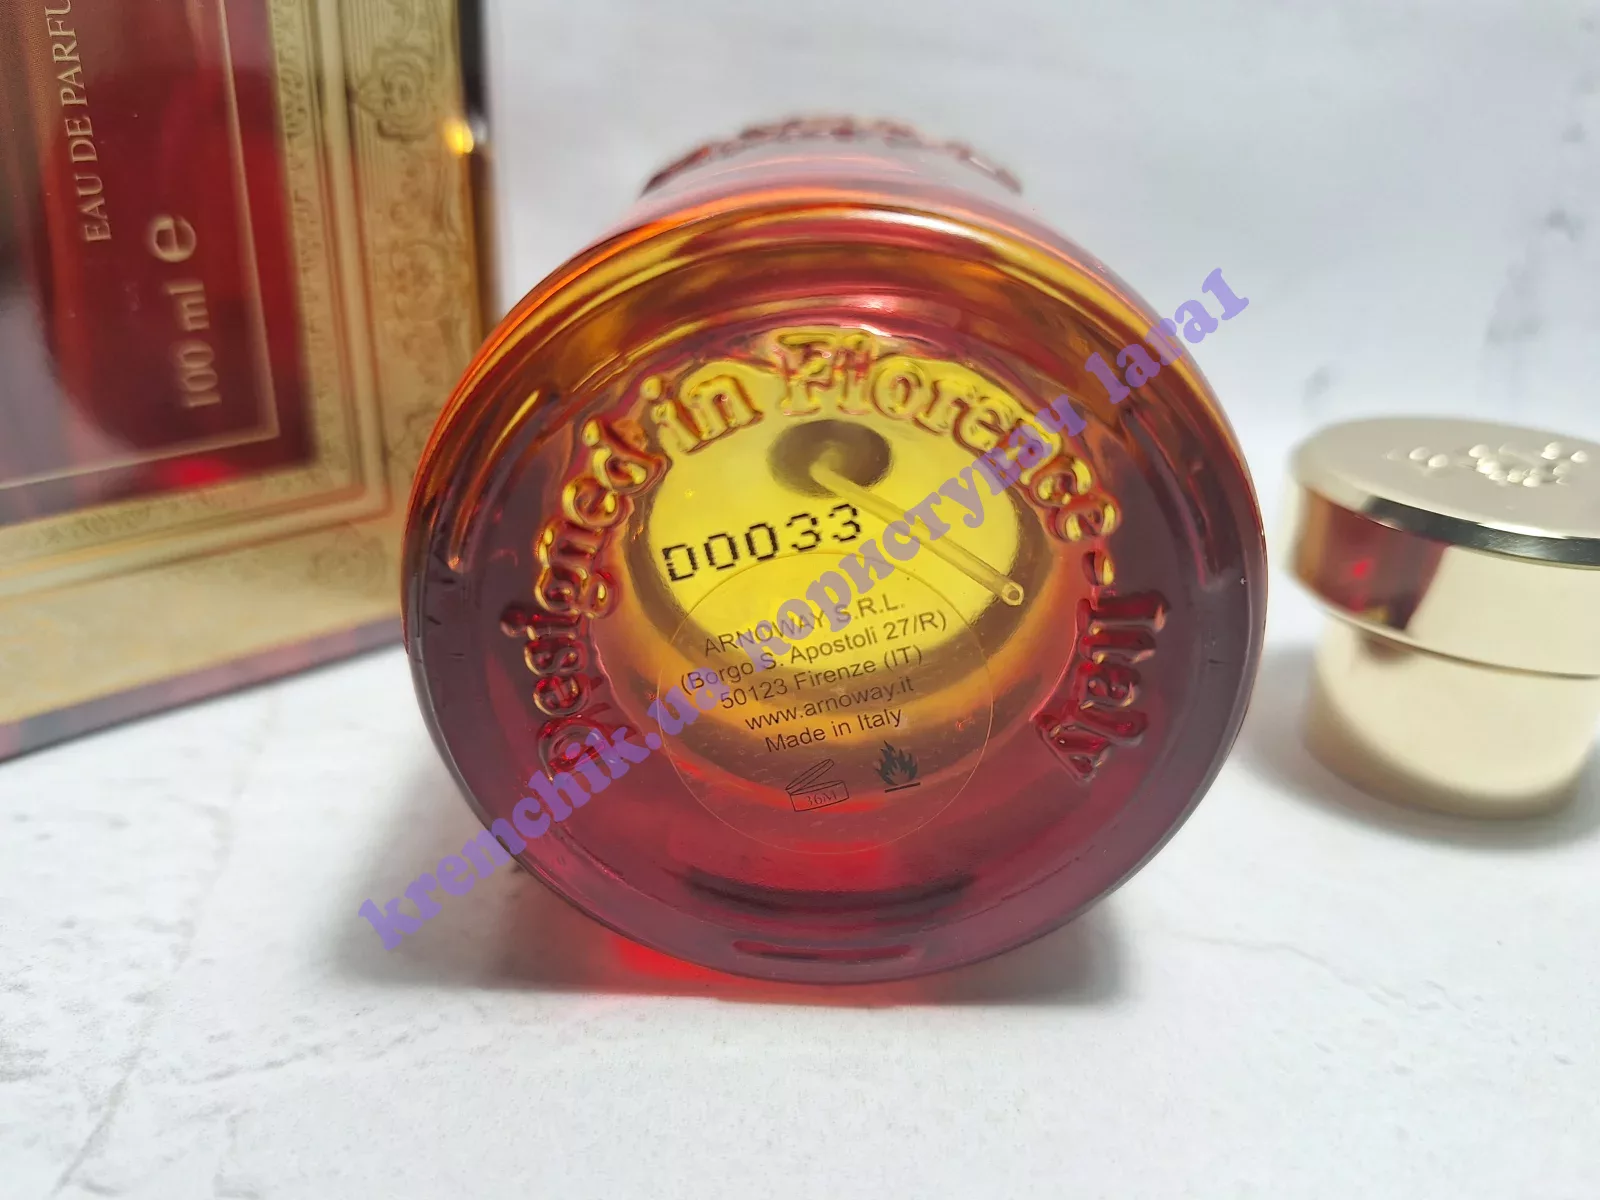 EAU DE PARFU
100 ml e
Designed in Florence - Italy
D0033
ARNOWAY S.R.L.
(Borgo S. Apostoli 27/R)
50123 Firenze (IT)
www.arnoway.it
Made in Italy
36M
kremchik.ua користувач lara1